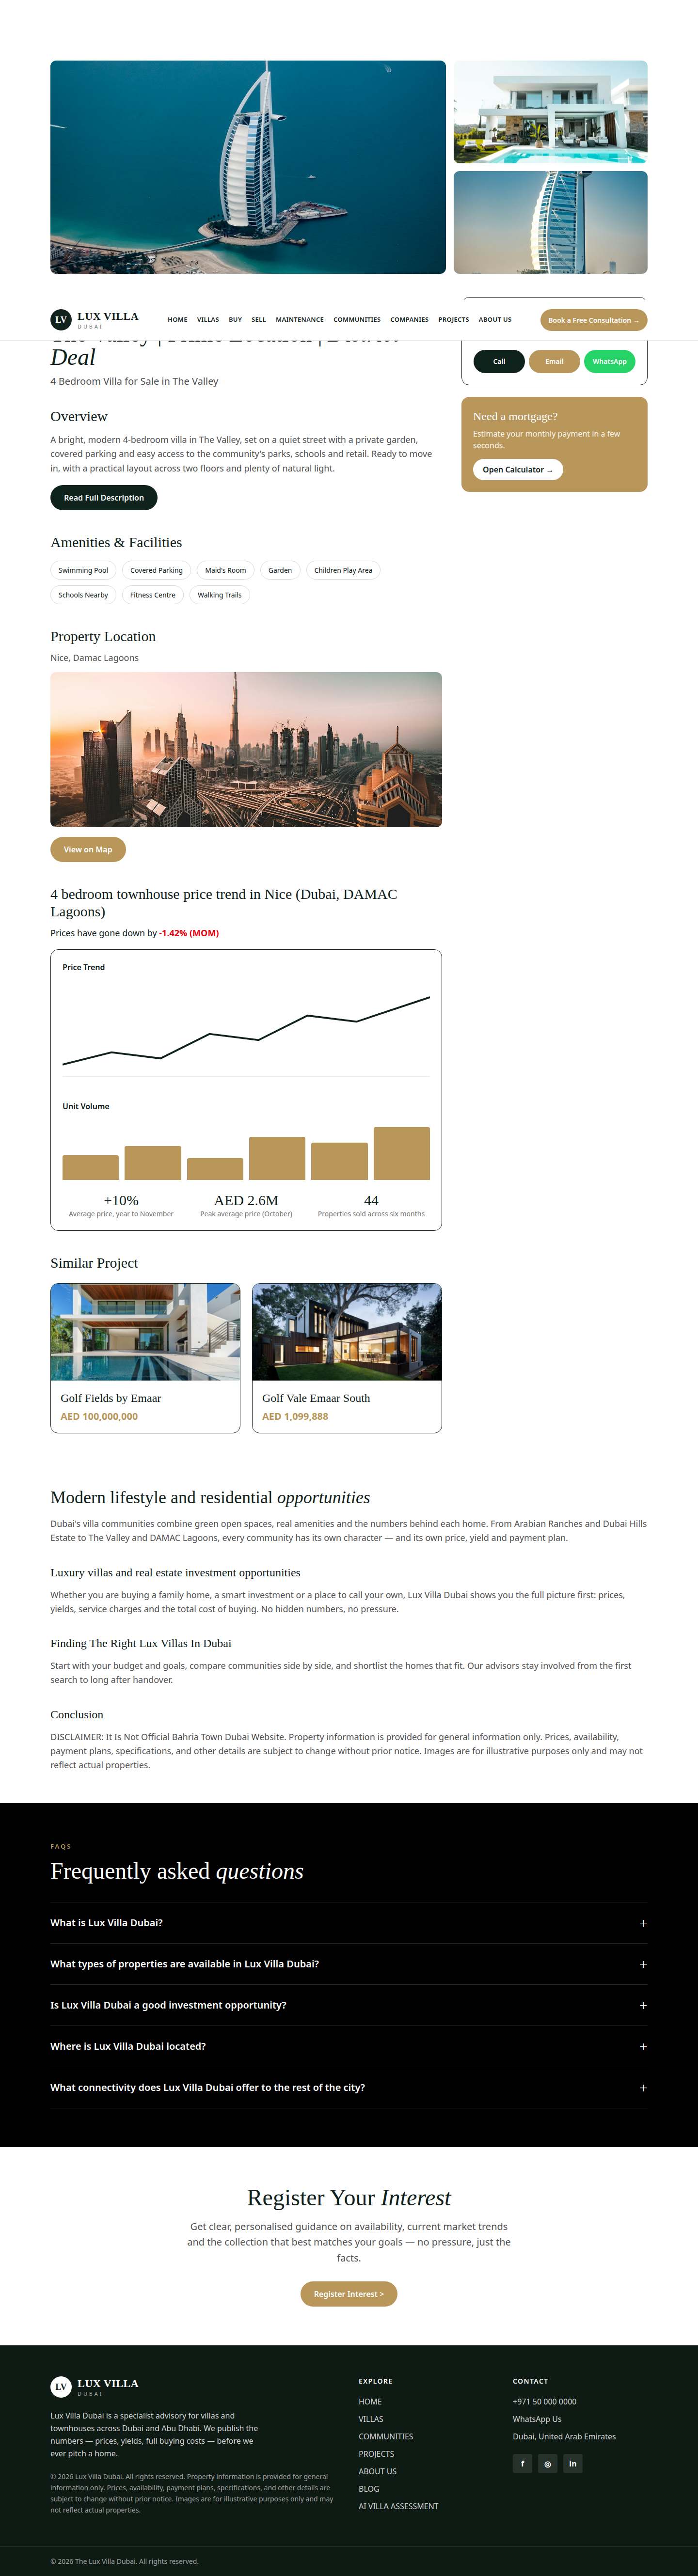 LV
LUX VILLA
DUBAI
HOME VILLAS BUY SELL MAINTENANCE COMMUNITIES COMPANIES PROJECTS ABOUT US
Book a Free Consultation →
Deal
4 Bedroom Villa for Sale in The Valley
Call Email WhatsApp
Need a mortgage?
Estimate your monthly payment in a few
seconds.
Open Calculator →
Overview
A bright, modern 4-bedroom villa in The Valley, set on a quiet street with a private garden,
covered parking and easy access to the community's parks, schools and retail. Ready to move
in, with a practical layout across two floors and plenty of natural light.
Read Full Description
Amenities & Facilities
Swimming Pool Covered Parking Maid's Room Garden Children Play Area
Schools Nearby Fitness Centre Walking Trails
Property Location
Nice, Damac Lagoons
View on Map
4 bedroom townhouse price trend in Nice (Dubai, DAMAC
Lagoons)
Prices have gone down by -1.42% (MOM)
Price Trend
Unit Volume
+10% AED 2.6M 44
Average price, year to November Peak average price (October) Properties sold across six months
Similar Project
Golf Fields by Emaar
AED 100,000,000
Golf Vale Emaar South
AED 1,099,888
Modern lifestyle and residential opportunities
Dubai's villa communities combine green open spaces, real amenities and the numbers behind each home. From Arabian Ranches and Dubai Hills
Estate to The Valley and DAMAC Lagoons, every community has its own character — and its own price, yield and payment plan.
Luxury villas and real estate investment opportunities
Whether you are buying a family home, a smart investment or a place to call your own, Lux Villa Dubai shows you the full picture first: prices,
yields, service charges and the total cost of buying. No hidden numbers, no pressure.
Finding The Right Lux Villas In Dubai
Start with your budget and goals, compare communities side by side, and shortlist the homes that fit. Our advisors stay involved from the first
search to long after handover.
Conclusion
DISCLAIMER: It Is Not Official Bahria Town Dubai Website. Property information is provided for general information only. Prices, availability,
payment plans, specifications, and other details are subject to change without prior notice. Images are for illustrative purposes only and may not
reflect actual properties.
FAQS
Frequently asked questions
What is Lux Villa Dubai? +
What types of properties are available in Lux Villa Dubai? +
Is Lux Villa Dubai a good investment opportunity? +
Where is Lux Villa Dubai located? +
What connectivity does Lux Villa Dubai offer to the rest of the city? +
Register Your Interest
Get clear, personalised guidance on availability, current market trends
and the collection that best matches your goals — no pressure, just the
facts.
Register Interest >
LV
LUX VILLA
DUBAI
Lux Villa Dubai is a specialist advisory for villas and
townhouses across Dubai and Abu Dhabi. We publish the
numbers — prices, yields, full buying costs — before we
ever pitch a home.
© 2026 Lux Villa Dubai. All rights reserved. Property information is provided for general
information only. Prices, availability, payment plans, specifications, and other details are
subject to change without prior notice. Images are for illustrative purposes only and may
not reflect actual properties.
EXPLORE
HOME
VILLAS
COMMUNITIES
PROJECTS
ABOUT US
BLOG
AI VILLA ASSESSMENT
CONTACT
+971 50 000 0000
WhatsApp Us
Dubai, United Arab Emirates
f ◎ in
© 2026 The Lux Villa Dubai. All rights reserved.